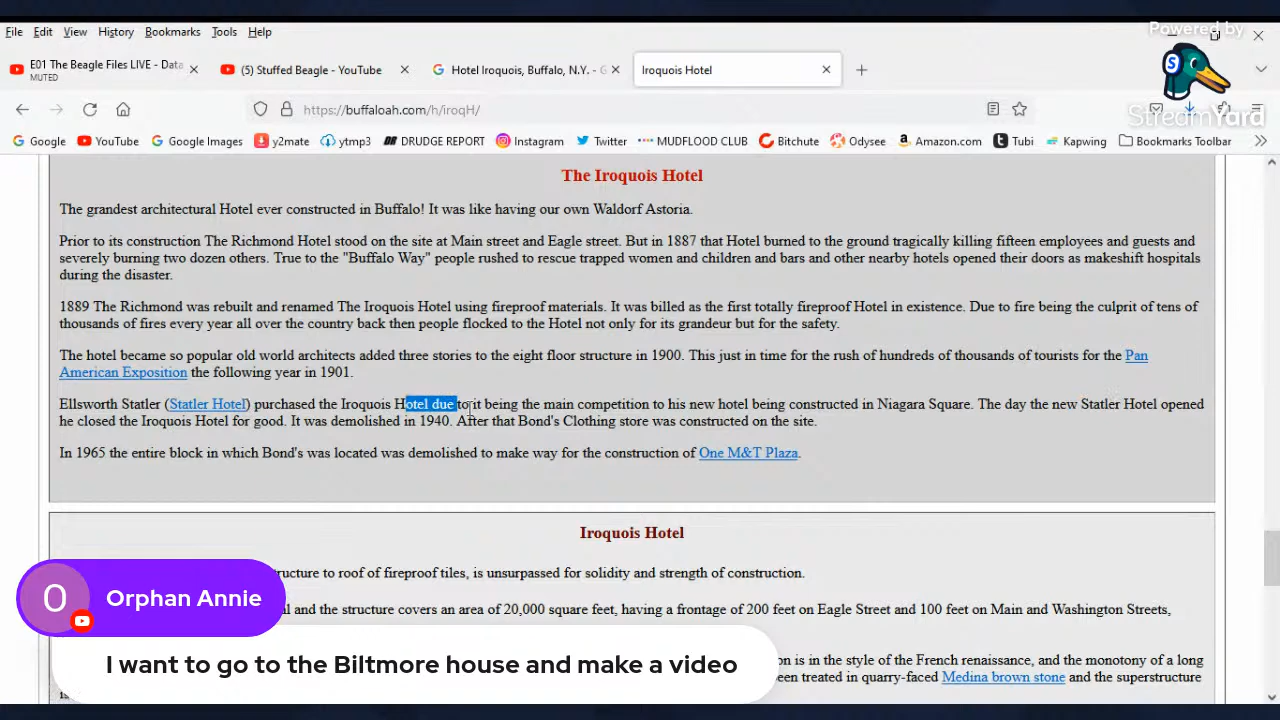 File Edit View History Bookmarks Tools Help
Powered by
E01 The Beagle Files LIVE - Data
MUTED
(5) Stuffed Beagle - YouTube
Hotel Iroquois, Buffalo, N.Y. - G
Iroquois Hotel
https://buffaloah.com/h/iroqH/
StreamYard
Google YouTube Google Images y2mate ytmp3 DRUDGE REPORT Instagram Twitter MUDFLOOD CLUB Bitchute Odysee Amazon.com Tubi Kapwing Bookmarks Toolbar
The Iroquois Hotel
The grandest architectural Hotel ever constructed in Buffalo! It was like having our own Waldorf Astoria.
Prior to its construction The Richmond Hotel stood on the site at Main street and Eagle street. But in 1887 that Hotel burned to the ground tragically killing fifteen employees and guests and
severely burning two dozen others. True to the "Buffalo Way" people rushed to rescue trapped women and children and bars and other nearby hotels opened their doors as makeshift hospitals
during the disaster.
1889 The Richmond was rebuilt and renamed The Iroquois Hotel using fireproof materials. It was billed as the first totally fireproof Hotel in existence. Due to fire being the culprit of tens of
thousands of fires every year all over the country back then people flocked to the Hotel not only for its grandeur but for the safety.
The hotel became so popular old world architects added three stories to the eight floor structure in 1900. This just in time for the rush of hundreds of thousands of tourists for the Pan
American Exposition the following year in 1901.
Ellsworth Statler (Statler Hotel) purchased the Iroquois Hotel due to it being the main competition to his new hotel being constructed in Niagara Square. The day the new Statler Hotel opened
he closed the Iroquois Hotel for good. It was demolished in 1940. After that Bond's Clothing store was constructed on the site.
In 1965 the entire block in which Bond's was located was demolished to make way for the construction of One M&T Plaza.
Iroquois Hotel
ructure to roof of fireproof tiles, is unsurpassed for solidity and strength of construction.
O Orphan Annie
and the structure covers an area of 20,000 square feet, having a frontage of 200 feet on Eagle Street and 100 feet on Main and Washington Streets,
I want to go to the Biltmore house and make a video
on is in the style of the French renaissance, and the monotony of a long
een treated in quarry-faced Medina brown stone and the superstructure